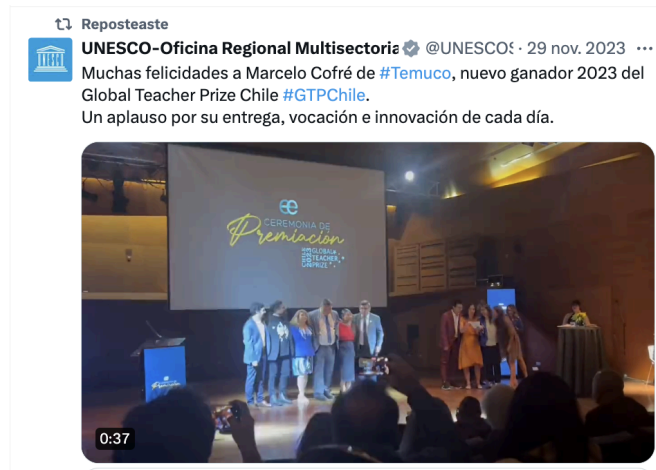 Reposteaste
UNESCO-Oficina Regional Multisectoria @UNESCOS · 29 nov. 2023 ···
Muchas felicidades a Marcelo Cofré de #Temuco, nuevo ganador 2023 del
Global Teacher Prize Chile #GTPChile.
Un aplauso por su entrega, vocación e innovación de cada día.
ee
CEREMONIA DE
Premiación
GLOBAL
TEACHER
PRIZE
Premiación
0:37